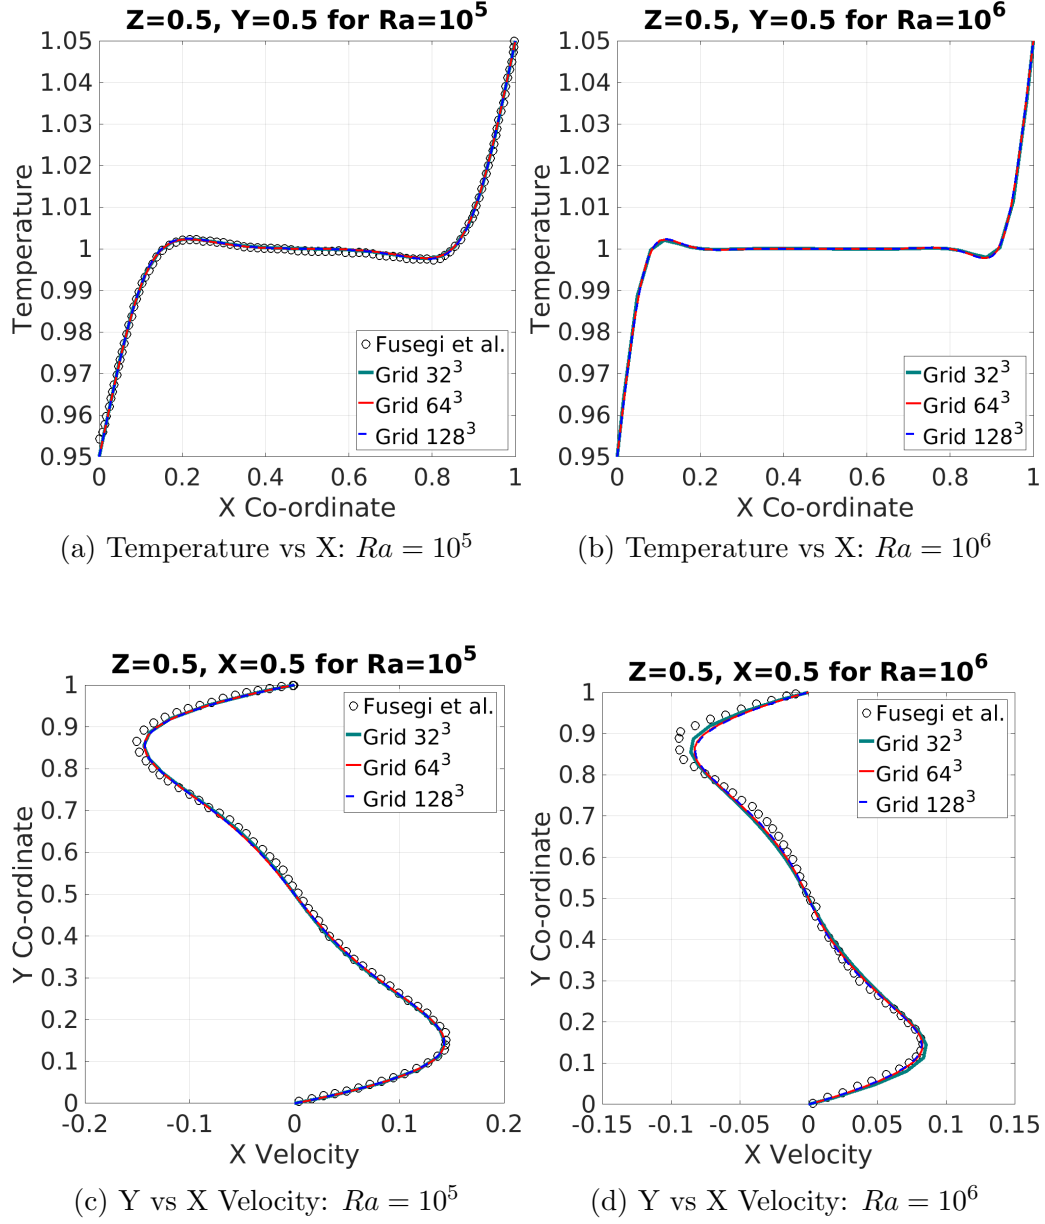 Z=0.5, Y=0.5 for Ra=10^5
1.05
1.04
1.03
1.02
1.01
1
0.99
0.98
0.97
0.96
0.95
Temperature
Fusegi et al.
Grid 32^3
Grid 64^3
Grid 128^3
0 0.2 0.4 0.6 0.8 1
X Co-ordinate
(a) Temperature vs X: Ra = 10^5
Z=0.5, Y=0.5 for Ra=10^6
1.05
1.04
1.03
1.02
1.01
1
0.99
0.98
0.97
0.96
0.95
Temperature
Grid 32^3
Grid 64^3
Grid 128^3
0 0.2 0.4 0.6 0.8 1
X Co-ordinate
(b) Temperature vs X: Ra = 10^6
Z=0.5, X=0.5 for Ra=10^5
1
0.9
0.8
0.7
0.6
0.5
0.4
0.3
0.2
0.1
0
Y Co-ordinate
Fusegi et al.
Grid 32^3
Grid 64^3
Grid 128^3
-0.2 -0.1 0 0.1 0.2
X Velocity
(c) Y vs X Velocity: Ra = 10^5
Z=0.5, X=0.5 for Ra=10^6
1
0.9
0.8
0.7
0.6
0.5
0.4
0.3
0.2
0.1
0
Y Co-ordinate
Fusegi et al.
Grid 32^3
Grid 64^3
Grid 128^3
-0.15 -0.1 -0.05 0 0.05 0.1 0.15
X Velocity
(d) Y vs X Velocity: Ra = 10^6